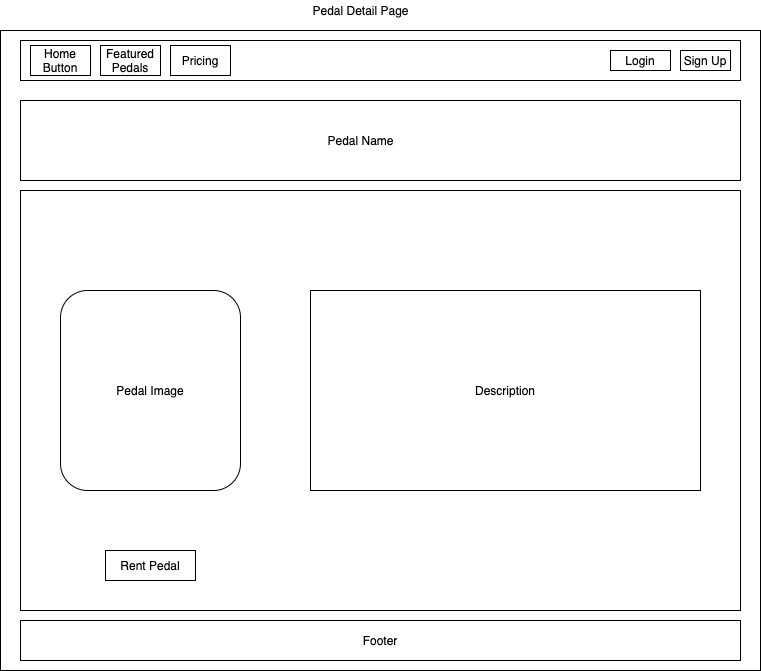 Pedal Detail Page
Home
Button
Featured
Pedals
Pricing
Login
Sign Up
Pedal Name
Pedal Image
Description
Rent Pedal
Footer